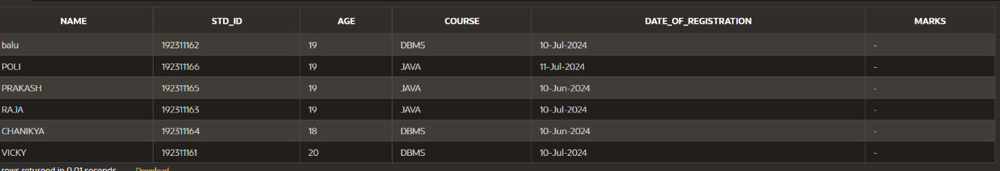 NAME STD_ID AGE COURSE DATE_OF_REGISTRATION MARKS
balu 192311162 19 DBMS 10-Jul-2024 -
POLI 192311166 19 JAVA 11-Jul-2024 -
PRAKASH 192311165 19 JAVA 10-Jun-2024 -
RAJA 192311163 19 JAVA 10-Jul-2024 -
CHANIKYA 192311164 18 DBMS 10-Jun-2024 -
VICKY 192311161 20 DBMS 10-Jul-2024 -
rows returned in 0.01 seconds Download